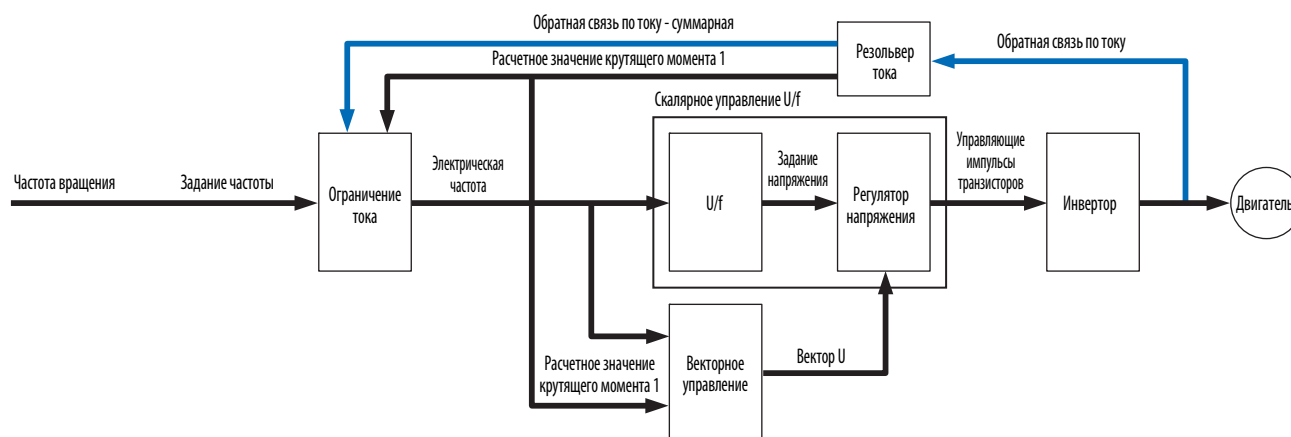 Обратная связь по току - суммарная
Расчетное значение крутящего момента 1
Резольвер
тока
Обратная связь по току
Скалярное управление U/f
Частота вращения
Задание частоты
Ограничение
тока
Электрическая
частота
U/f
Задание
напряжения
Регулятор
напряжения
Управляющие
импульсы
транзисторов
Инвертор
Двигатель
Расчетное значение
крутящего момента 1
Векторное
управление
Вектор U